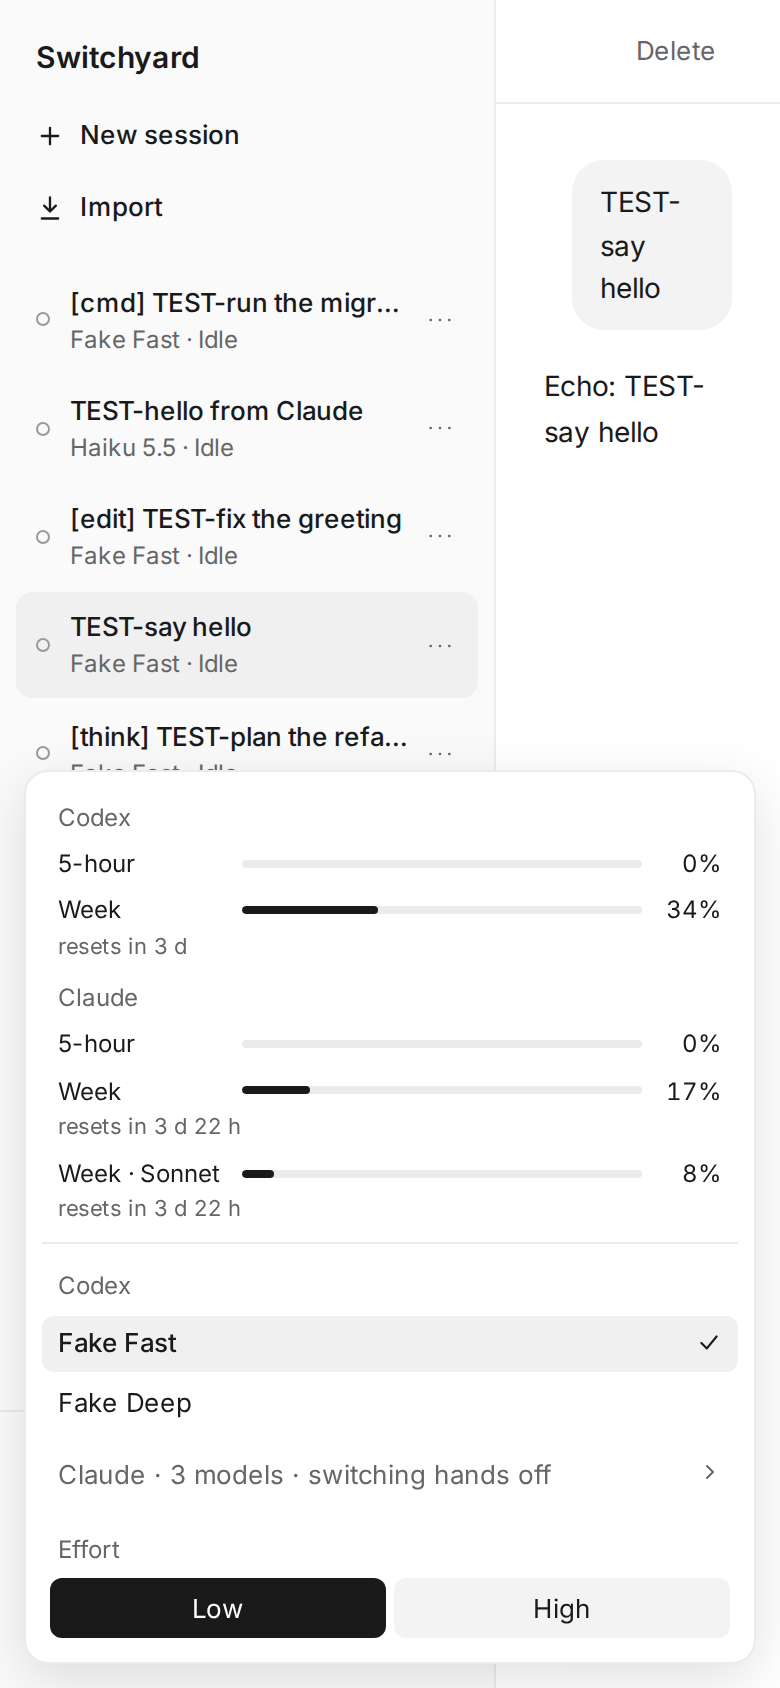 Switchyard
Delete
New session
Import
[cmd] TEST-run the migr...
Fake Fast · Idle
TEST-hello from Claude
Haiku 5.5 · Idle
[edit] TEST-fix the greeting
Fake Fast · Idle
TEST-say hello
Fake Fast · Idle
[think] TEST-plan the refa...
Fake Fast · Idle
TEST-
say
hello
Echo: TEST-
say hello
Codex
5-hour 0%
Week 34%
resets in 3 d
Claude
5-hour 0%
Week 17%
resets in 3 d 22 h
Week · Sonnet 8%
resets in 3 d 22 h
Codex
Fake Fast
Fake Deep
Claude · 3 models · switching hands off
Effort
Low High